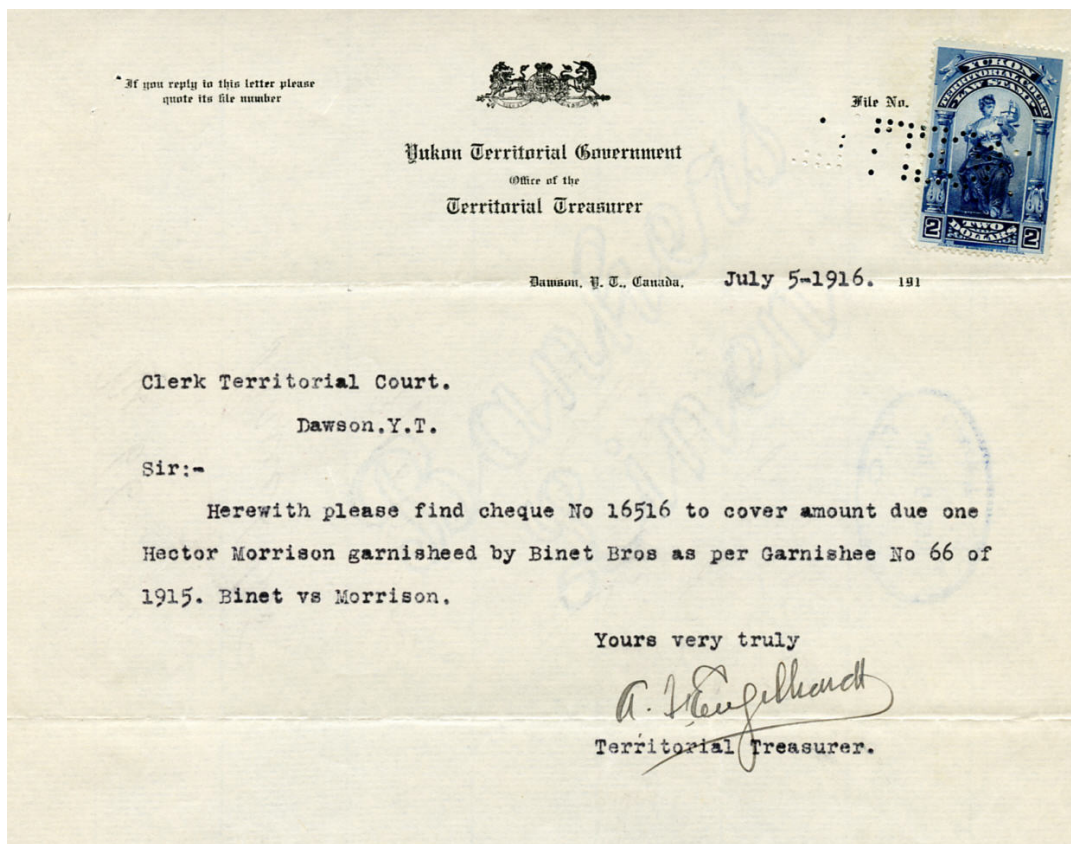 If you reply to this letter please
quote its file number
File No.
Yukon Territorial Government
Office of the
Territorial Treasurer
YUKON
TERRITORIAL COURT
LAW STAMP
2 TWO 2
DOLLARS
Dawson, Y. T., Canada, July 5-1916. 191
Clerk Territorial Court.
Dawson.Y.T.
Sir:-
Herewith please find cheque No 16516 to cover amount due one
Hector Morrison garnisheed by Binet Bros as per Garnishee No 66 of
1915. Binet vs Morrison.
Yours very truly
A. F. Engelhardt
Territorial Treasurer.